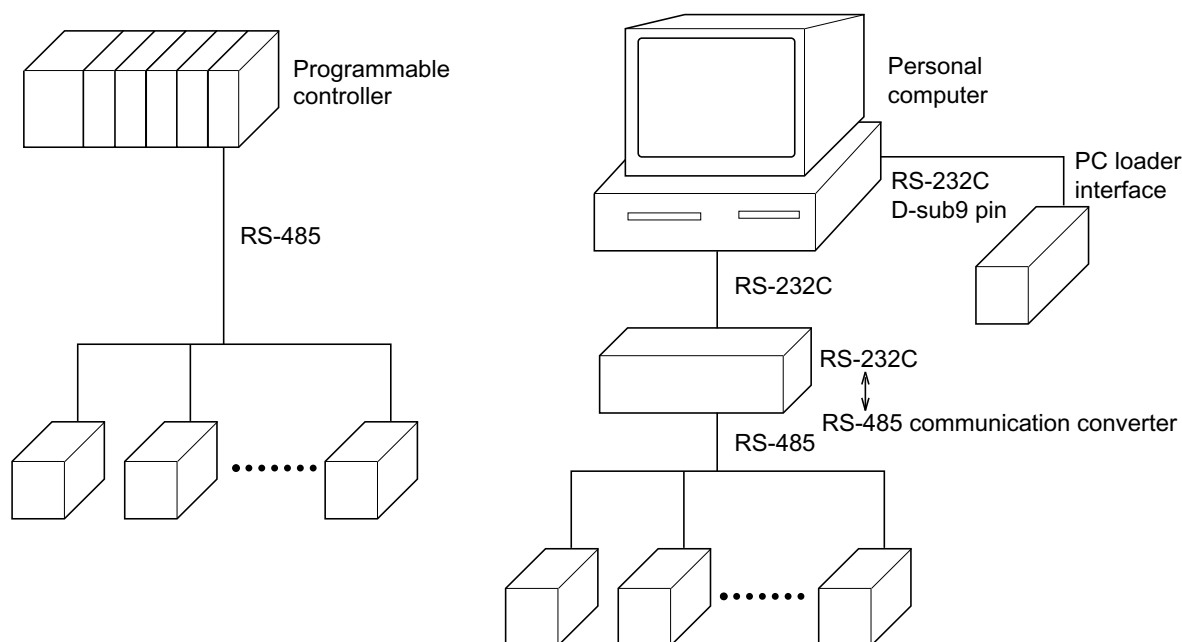 Programmable
controller
RS-485
Personal
computer
RS-232C
D-sub9 pin
PC loader
interface
RS-232C
RS-232C
RS-485 communication converter
RS-485